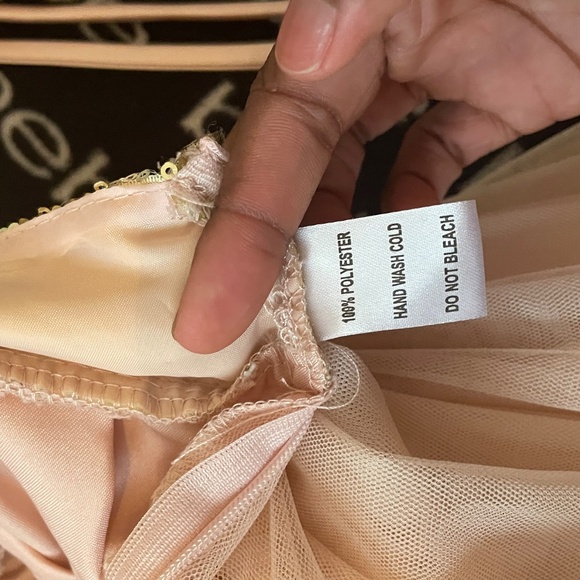 100% POLYESTER
HAND WASH COLD
DO NOT BLEACH